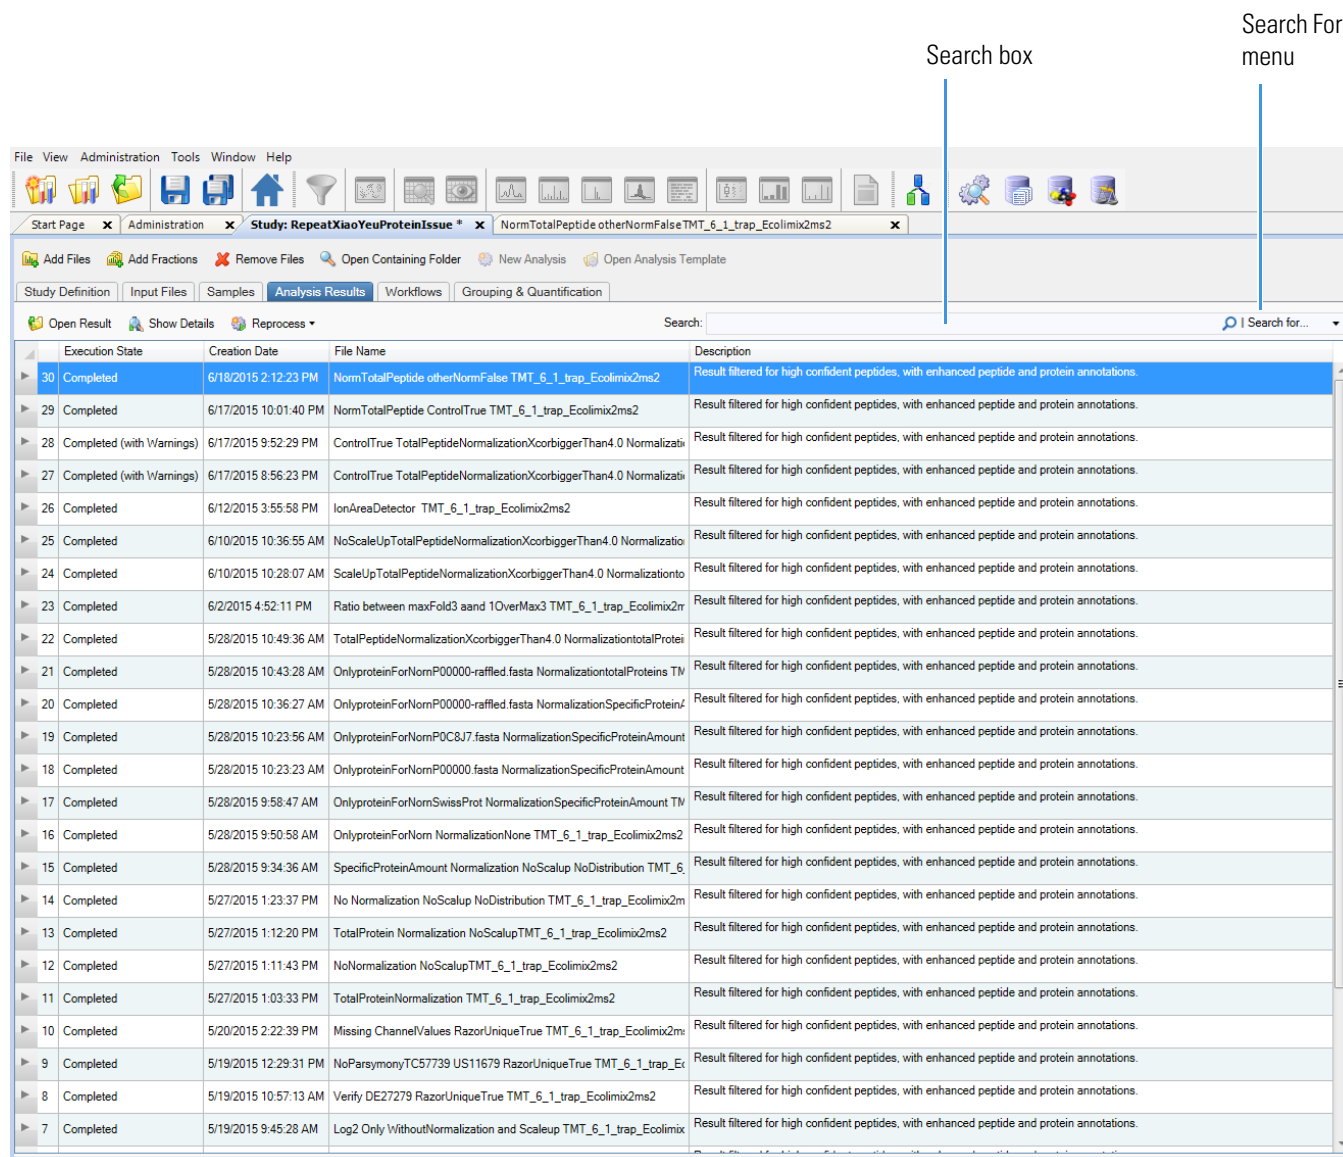 Search For
menu
Search box
File View Administration Tools Window Help
Start Page x Administration x Study: RepeatXiaoYeuProteinIssue * x NormTotalPeptide otherNormFalse TMT_6_1_trap_Ecolimix2ms2 x
Add Files Add Fractions Remove Files Open Containing Folder New Analysis Open Analysis Template
Study Definition Input Files Samples Analysis Results Workflows Grouping & Quantification
Open Result Show Details Reprocess Search: | Search for...
Execution State Creation Date File Name Description
30 Completed 6/18/2015 2:12:23 PM NormTotalPeptide otherNormFalse TMT_6_1_trap_Ecolimix2ms2 Result filtered for high confident peptides, with enhanced peptide and protein annotations.
29 Completed 6/17/2015 10:01:40 PM NormTotalPeptide ControlTrue TMT_6_1_trap_Ecolimix2ms2 Result filtered for high confident peptides, with enhanced peptide and protein annotations.
28 Completed (with Warnings) 6/17/2015 9:52:29 PM ControlTrue TotalPeptideNormalizationXcorbiggerThan4.0 Normalizati Result filtered for high confident peptides, with enhanced peptide and protein annotations.
27 Completed (with Warnings) 6/17/2015 8:56:23 PM ControlTrue TotalPeptideNormalizationXcorbiggerThan4.0 Normalizati Result filtered for high confident peptides, with enhanced peptide and protein annotations.
26 Completed 6/12/2015 3:55:58 PM IonAreaDetector TMT_6_1_trap_Ecolimix2ms2 Result filtered for high confident peptides, with enhanced peptide and protein annotations.
25 Completed 6/10/2015 10:36:55 AM NoScaleUpTotalPeptideNormalizationXcorbiggerThan4.0 Normalizatio Result filtered for high confident peptides, with enhanced peptide and protein annotations.
24 Completed 6/10/2015 10:28:07 AM ScaleUpTotalPeptideNormalizationXcorbiggerThan4.0 Normalizationto Result filtered for high confident peptides, with enhanced peptide and protein annotations.
23 Completed 6/2/2015 4:52:11 PM Ratio between maxFold3 aand 1OverMax3 TMT_6_1_trap_Ecolimix2m Result filtered for high confident peptides, with enhanced peptide and protein annotations.
22 Completed 5/28/2015 10:49:36 AM TotalPeptideNormalizationXcorbiggerThan4.0 NormalizationtotalProtei Result filtered for high confident peptides, with enhanced peptide and protein annotations.
21 Completed 5/28/2015 10:43:28 AM OnlyproteinForNornP00000-raffled.fasta NormalizationtotalProteins TM Result filtered for high confident peptides, with enhanced peptide and protein annotations.
20 Completed 5/28/2015 10:36:27 AM OnlyproteinForNornP00000-raffled.fasta NormalizationSpecificProteinA Result filtered for high confident peptides, with enhanced peptide and protein annotations.
19 Completed 5/28/2015 10:23:56 AM OnlyproteinForNornP0C8J7.fasta NormalizationSpecificProteinAmount Result filtered for high confident peptides, with enhanced peptide and protein annotations.
18 Completed 5/28/2015 10:23:23 AM OnlyproteinForNornP00000.fasta NormalizationSpecificProteinAmount Result filtered for high confident peptides, with enhanced peptide and protein annotations.
17 Completed 5/28/2015 9:58:47 AM OnlyproteinForNornSwissProt NormalizationSpecificProteinAmount TM Result filtered for high confident peptides, with enhanced peptide and protein annotations.
16 Completed 5/28/2015 9:50:58 AM OnlyproteinForNorn NormalizationNone TMT_6_1_trap_Ecolimix2ms2 Result filtered for high confident peptides, with enhanced peptide and protein annotations.
15 Completed 5/28/2015 9:34:36 AM SpecificProteinAmount Normalization NoScalup NoDistribution TMT_6_ Result filtered for high confident peptides, with enhanced peptide and protein annotations.
14 Completed 5/27/2015 1:23:37 PM No Normalization NoScalup NoDistribution TMT_6_1_trap_Ecolimix2m Result filtered for high confident peptides, with enhanced peptide and protein annotations.
13 Completed 5/27/2015 1:12:20 PM TotalProtein Normalization NoScalupTMT_6_1_trap_Ecolimix2ms2 Result filtered for high confident peptides, with enhanced peptide and protein annotations.
12 Completed 5/27/2015 1:11:43 PM NoNormalization NoScalupTMT_6_1_trap_Ecolimix2ms2 Result filtered for high confident peptides, with enhanced peptide and protein annotations.
11 Completed 5/27/2015 1:03:33 PM TotalProteinNormalization TMT_6_1_trap_Ecolimix2ms2 Result filtered for high confident peptides, with enhanced peptide and protein annotations.
10 Completed 5/20/2015 2:22:39 PM Missing ChannelValues RazorUniqueTrue TMT_6_1_trap_Ecolimix2m Result filtered for high confident peptides, with enhanced peptide and protein annotations.
9 Completed 5/19/2015 12:29:31 PM NoParsymonyTC57739 US11679 RazorUniqueTrue TMT_6_1_trap_Ec Result filtered for high confident peptides, with enhanced peptide and protein annotations.
8 Completed 5/19/2015 10:57:13 AM Verify DE27279 RazorUniqueTrue TMT_6_1_trap_Ecolimix2ms2 Result filtered for high confident peptides, with enhanced peptide and protein annotations.
7 Completed 5/19/2015 9:45:28 AM Log2 Only WithoutNormalization and Scaleup TMT_6_1_trap_Ecolimix Result filtered for high confident peptides, with enhanced peptide and protein annotations.